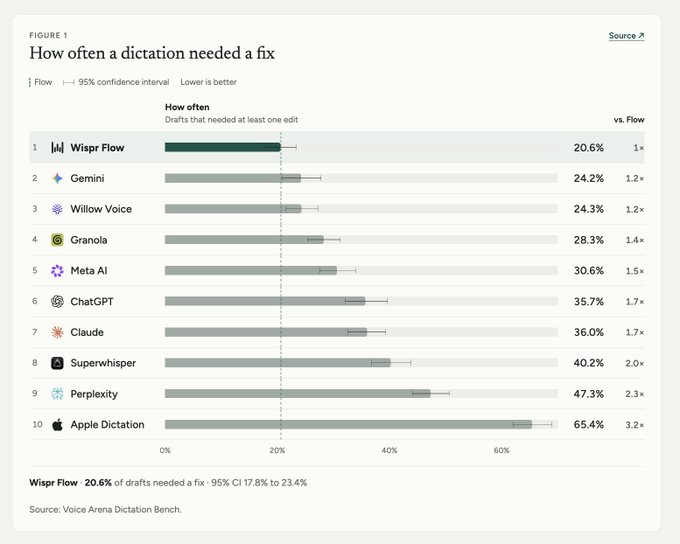 FIGURE 1
Source ↗
How often a dictation needed a fix
Flow 95% confidence interval Lower is better
How often
Drafts that needed at least one edit vs. Flow
1 Wispr Flow 20.6% 1×
2 Gemini 24.2% 1.2×
3 Willow Voice 24.3% 1.2×
4 Granola 28.3% 1.4×
5 Meta AI 30.6% 1.5×
6 ChatGPT 35.7% 1.7×
7 Claude 36.0% 1.7×
8 Superwhisper 40.2% 2.0×
9 Perplexity 47.3% 2.3×
10 Apple Dictation 65.4% 3.2×
0% 20% 40% 60%
Wispr Flow · 20.6% of drafts needed a fix · 95% CI 17.8% to 23.4%
Source: Voice Arena Dictation Bench.